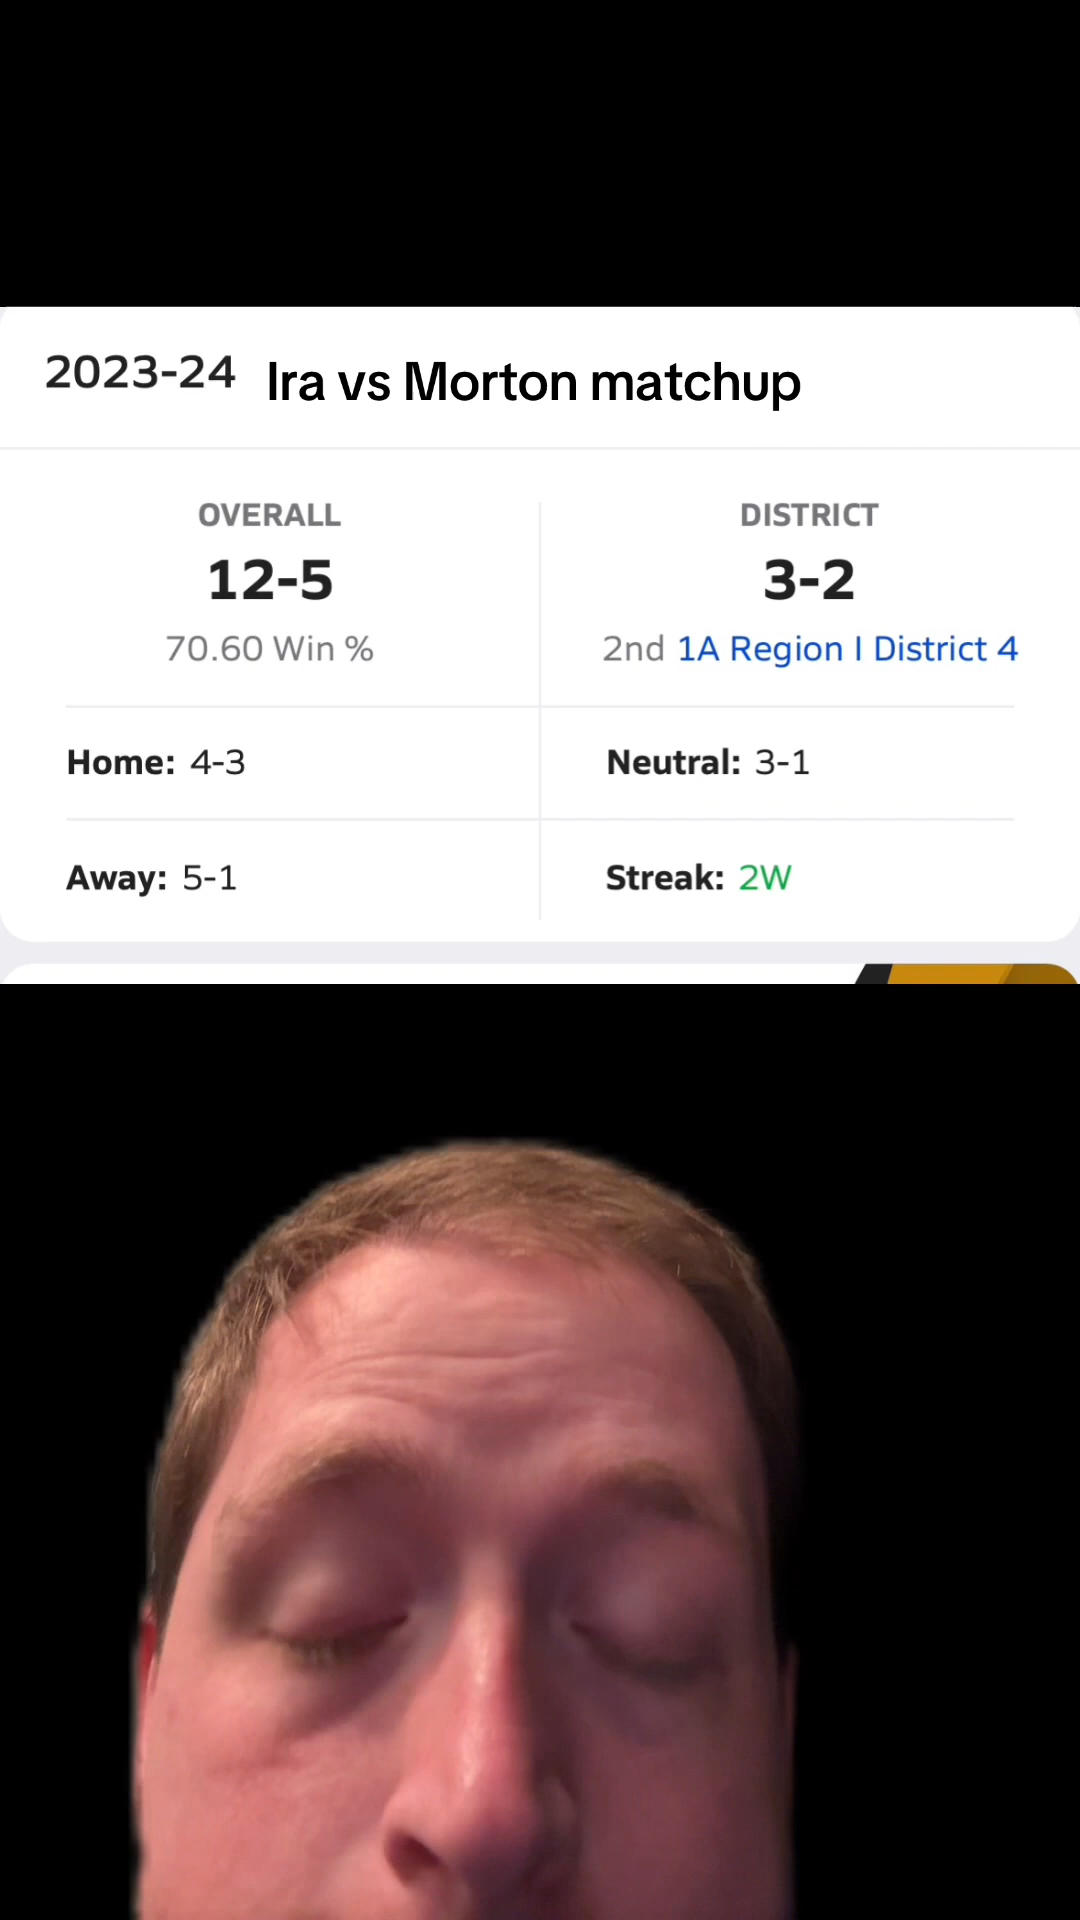 2023-24 Ira vs Morton matchup
OVERALL
12-5
70.60 Win %
DISTRICT
3-2
2nd 1A Region I District 4
Home: 4-3
Neutral: 3-1
Away: 5-1
Streak: 2W